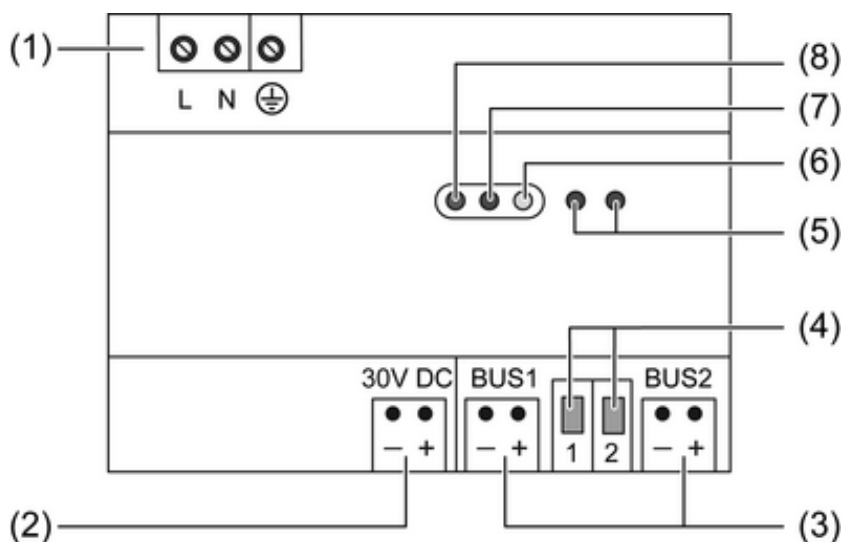 (1)
(8)
L N
(7)
(6)
(5)
(4)
30V DC BUS1 BUS2
– + – + 1 2 – +
(2)
(3)